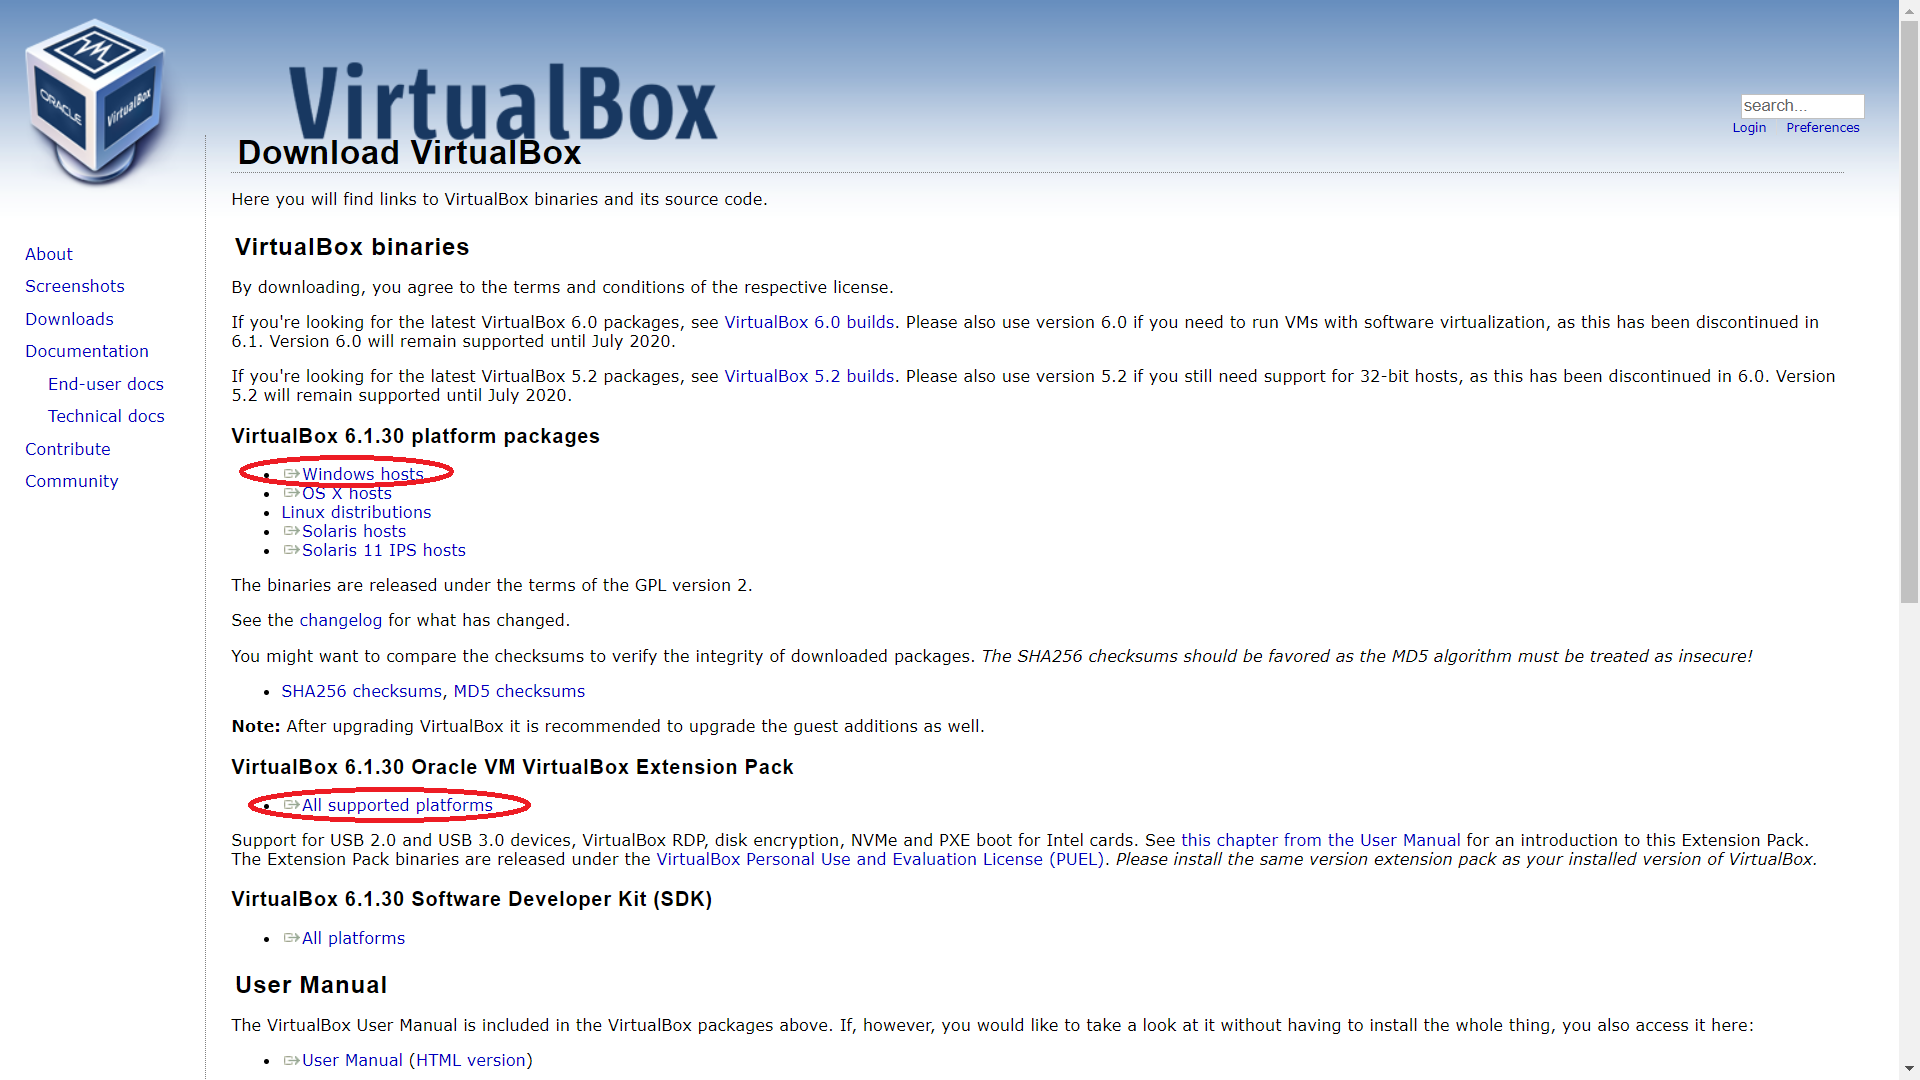 ORACLE
VirtualBox
VirtualBox
search...
Login Preferences
Download VirtualBox
Here you will find links to VirtualBox binaries and its source code.
About
Screenshots
Downloads
Documentation
End-user docs
Technical docs
Contribute
Community
VirtualBox binaries
By downloading, you agree to the terms and conditions of the respective license.
If you're looking for the latest VirtualBox 6.0 packages, see VirtualBox 6.0 builds. Please also use version 6.0 if you need to run VMs with software virtualization, as this has been discontinued in
6.1. Version 6.0 will remain supported until July 2020.
If you're looking for the latest VirtualBox 5.2 packages, see VirtualBox 5.2 builds. Please also use version 5.2 if you still need support for 32-bit hosts, as this has been discontinued in 6.0. Version
5.2 will remain supported until July 2020.
VirtualBox 6.1.30 platform packages
Windows hosts
OS X hosts
Linux distributions
Solaris hosts
Solaris 11 IPS hosts
The binaries are released under the terms of the GPL version 2.
See the changelog for what has changed.
You might want to compare the checksums to verify the integrity of downloaded packages. The SHA256 checksums should be favored as the MD5 algorithm must be treated as insecure!
SHA256 checksums, MD5 checksums
Note: After upgrading VirtualBox it is recommended to upgrade the guest additions as well.
VirtualBox 6.1.30 Oracle VM VirtualBox Extension Pack
All supported platforms
Support for USB 2.0 and USB 3.0 devices, VirtualBox RDP, disk encryption, NVMe and PXE boot for Intel cards. See this chapter from the User Manual for an introduction to this Extension Pack.
The Extension Pack binaries are released under the VirtualBox Personal Use and Evaluation License (PUEL). Please install the same version extension pack as your installed version of VirtualBox.
VirtualBox 6.1.30 Software Developer Kit (SDK)
All platforms
User Manual
The VirtualBox User Manual is included in the VirtualBox packages above. If, however, you would like to take a look at it without having to install the whole thing, you also access it here:
User Manual (HTML version)